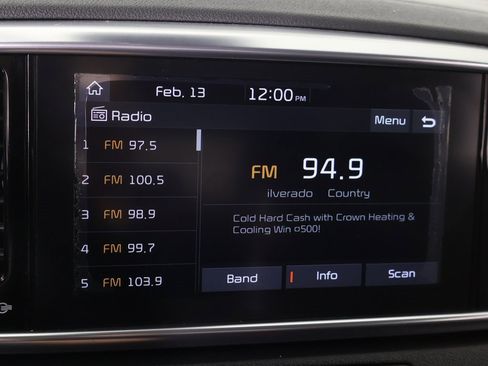 Feb. 13 12:00 PM
Radio
Menu
1 FM 97.5
2 FM 100.5
3 FM 98.9
4 FM 99.7
5 FM 103.9
FM 94.9
ilverado Country
Cold Hard Cash with Crown Heating &
Cooling Win ¤500!
Band Info Scan